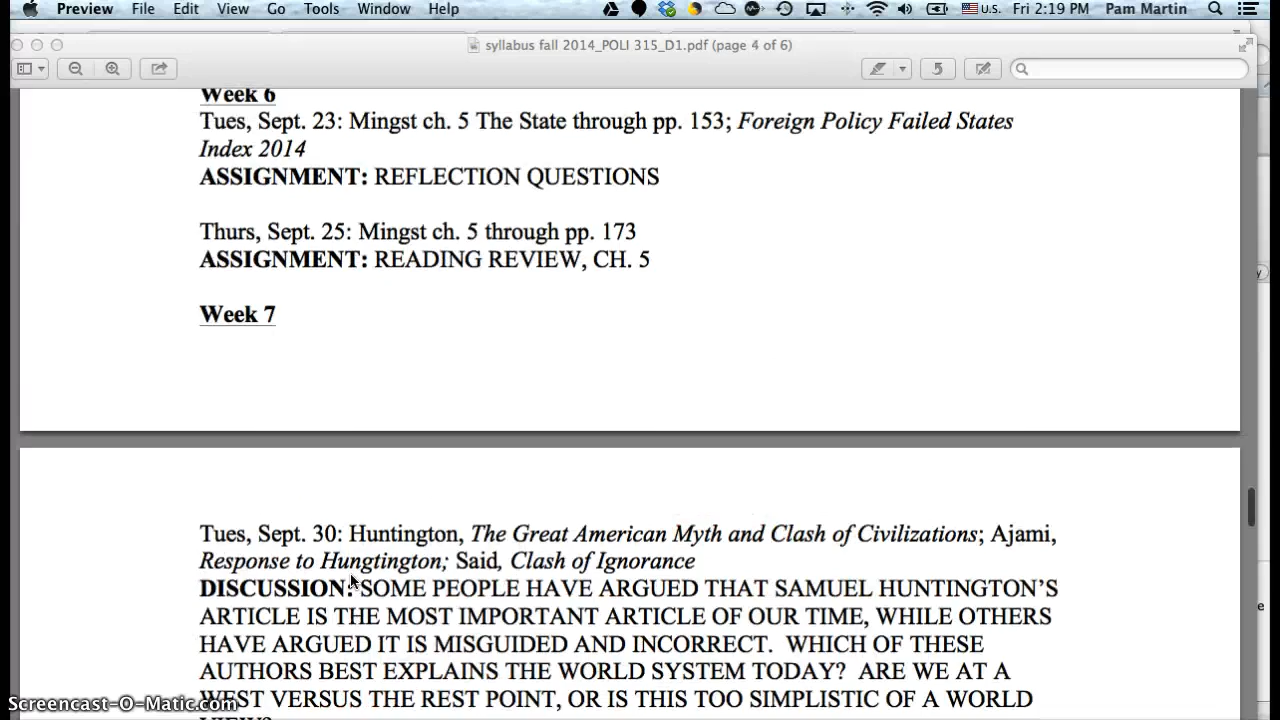 Preview File Edit View Go Tools Window Help U.S. Fri 2:19 PM Pam Martin
syllabus fall 2014_POLI 315_D1.pdf (page 4 of 6)
Week 6
Tues, Sept. 23: Mingst ch. 5 The State through pp. 153; Foreign Policy Failed States
Index 2014
ASSIGNMENT: REFLECTION QUESTIONS
Thurs, Sept. 25: Mingst ch. 5 through pp. 173
ASSIGNMENT: READING REVIEW, CH. 5
Week 7
Tues, Sept. 30: Huntington, The Great American Myth and Clash of Civilizations; Ajami,
Response to Hungtington; Said, Clash of Ignorance
DISCUSSION: SOME PEOPLE HAVE ARGUED THAT SAMUEL HUNTINGTON'S
ARTICLE IS THE MOST IMPORTANT ARTICLE OF OUR TIME, WHILE OTHERS
HAVE ARGUED IT IS MISGUIDED AND INCORRECT. WHICH OF THESE
AUTHORS BEST EXPLAINS THE WORLD SYSTEM TODAY? ARE WE AT A
WEST VERSUS THE REST POINT, OR IS THIS TOO SIMPLISTIC OF A WORLD
Screencast-O-Matic.com